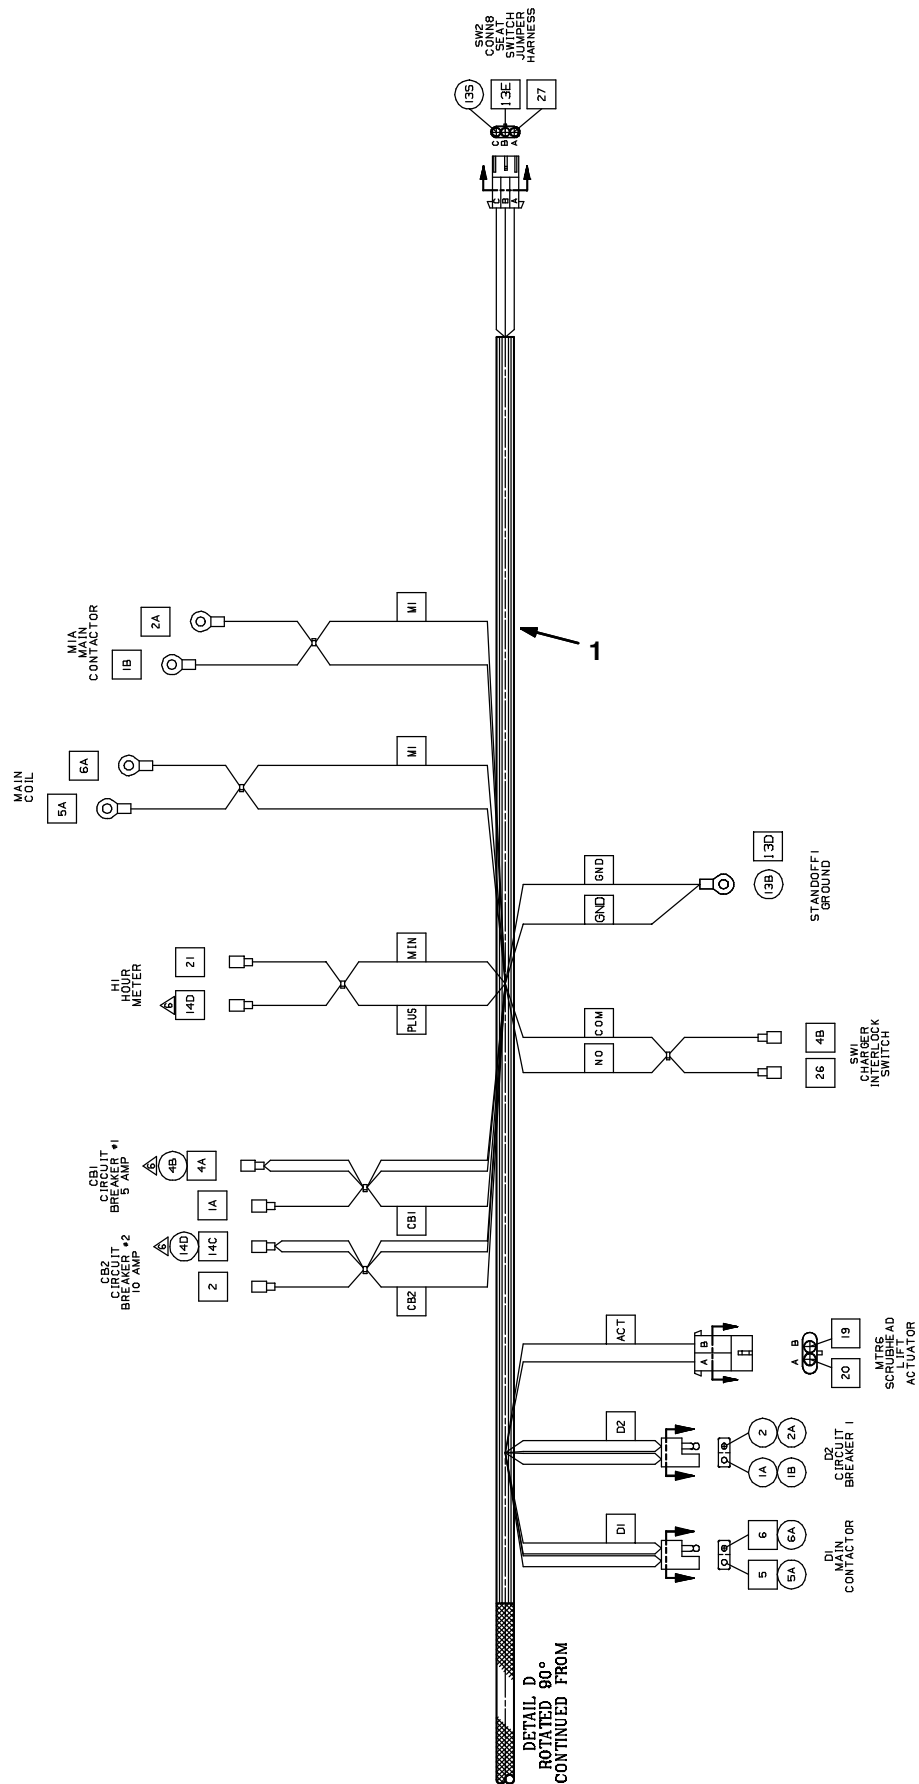 SW2
CONN8
SEAT
SWITCH
JUMPER
HARNESS
13S
13E
27
C
B
A
C
B
A
M1A
MAIN
CONTACTOR
2A
1B
M1
1
MAIN
COIL
6A
5A
M1
GND
GND
13D
13B
STANDOFF1
GROUND
H1
HOUR
METER
21
6
14D
MIN
PLUS
COM
NO
4B
26
SW1
CHARGER
INTERLOCK
SWITCH
CB1
CIRCUIT
BREAKER #1
5 AMP
6
4B
4A
1A
CB1
CB2
CIRCUIT
BREAKER #2
10 AMP
6
14D
14C
2
CB2
ACT
B
A
B
A
19
20
MTR6
SCRUBHEAD
LIFT
ACTUATOR
D2
2
2A
1A
1B
D2
CIRCUIT
BREAKER 1
D1
6
6A
5
5A
D1
MAIN
CONTACTOR
DETAIL D
ROTATED 90°
CONTINUED FROM